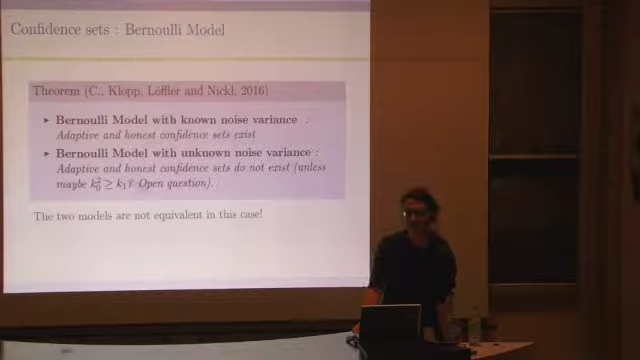 Confidence sets : Bernoulli Model
Theorem (C., Klopp, Löffler and Nickl, 2016)
▸ Bernoulli Model with known noise variance :
Adaptive and honest confidence sets exist
▸ Bernoulli Model with unknown noise variance :
Adaptive and honest confidence sets do not exist (unless
maybe k₀² ≥ k₁?: Open question).
The two models are not equivalent in this case!